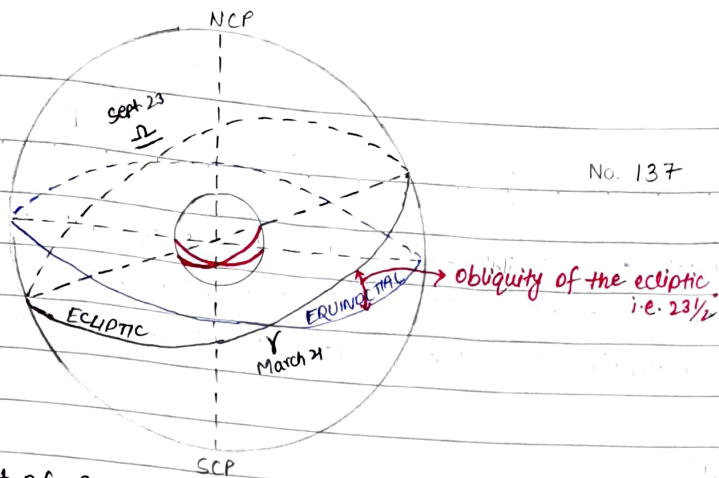 NCP
Sept 23
♎
No. 137
Obliquity of the ecliptic
i.e. 23½°
EQUINOCTIAL
ECLIPTIC
♈
March 21
SCP